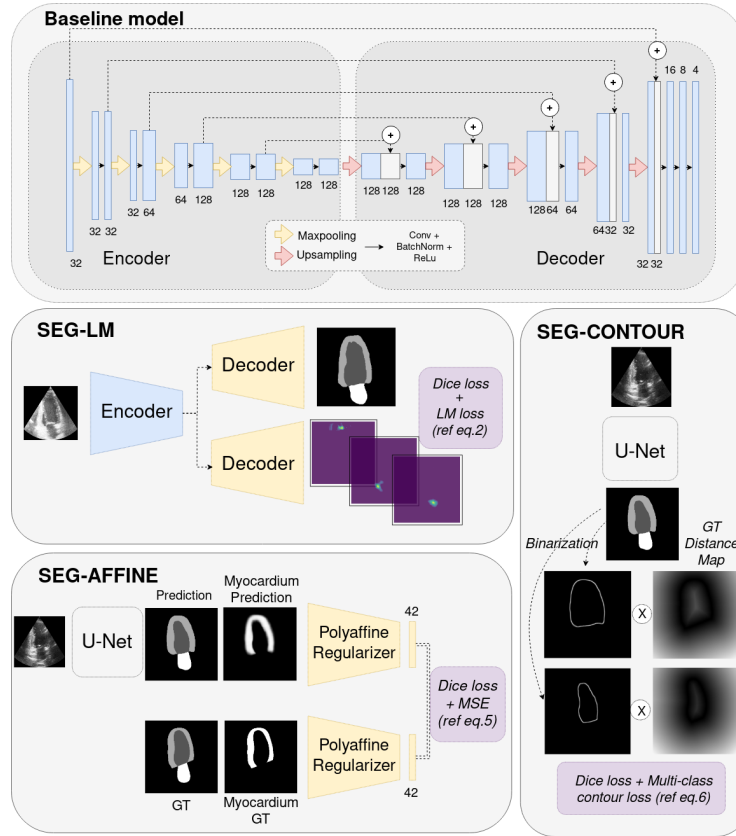 Baseline model
+
+
+
+
+
16 8 4
32
32 32
32 64
64 128
128 128
128 128
128 128 128
128 128 128
128 64 64
64 32 32
32 32
Encoder
Maxpooling
Upsampling
Conv +
BatchNorm +
ReLu
Decoder
SEG-LM
Encoder
Decoder
Decoder
Dice loss
+
LM loss
(ref eq.2)
SEG-AFFINE
Prediction
Myocardium
Prediction
U-Net
Polyaffine
Regularizer
42
Dice loss
+ MSE
(ref eq.5)
Polyaffine
Regularizer
42
GT
Myocardium
GT
SEG-CONTOUR
U-Net
Binarization
GT
Distance
Map
X
X
Dice loss + Multi-class
contour loss (ref eq.6)